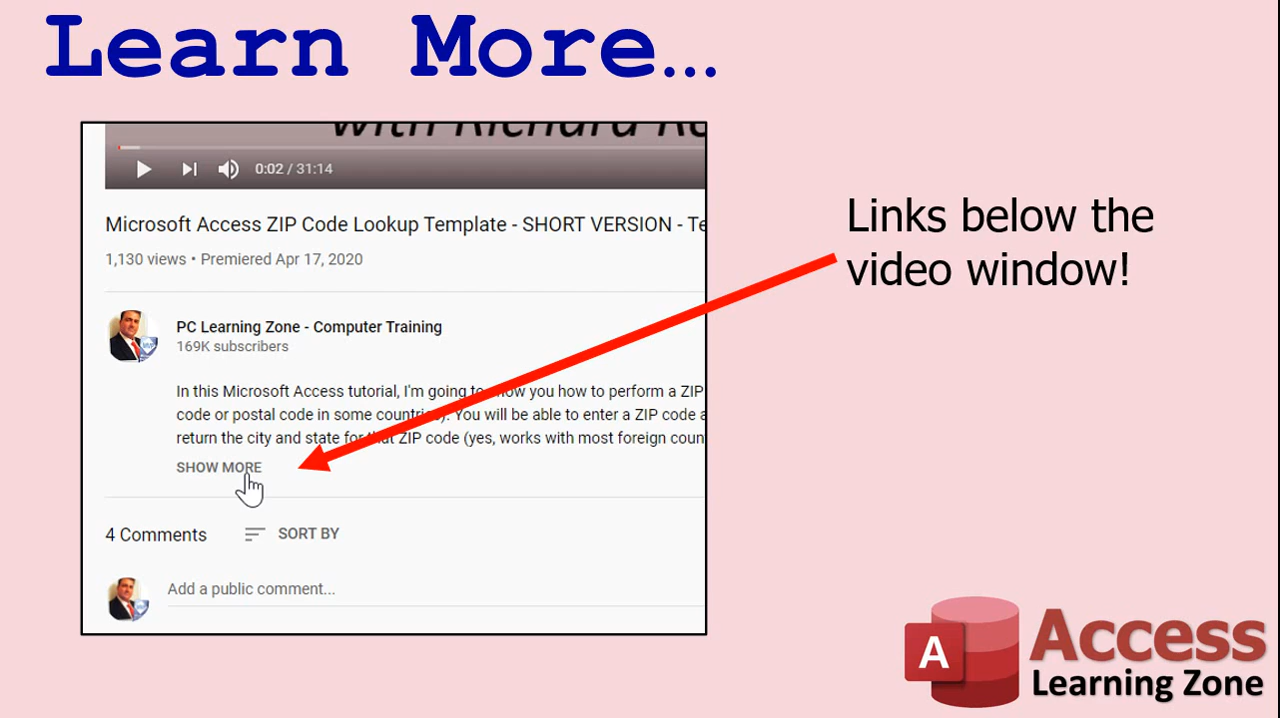 Learn More...
with Richard
0:02 / 31:14
Microsoft Access ZIP Code Lookup Template - SHORT VERSION - Te
1,130 views • Premiered Apr 17, 2020
PC Learning Zone - Computer Training
169K subscribers
In this Microsoft Access tutorial, I'm going to show you how to perform a ZIP
code or postal code in some countries). You will be able to enter a ZIP code a
return the city and state for that ZIP code (yes, works with most foreign coun
SHOW MORE
4 Comments
SORT BY
Add a public comment...
Links below the
video window!
A
Access
Learning Zone